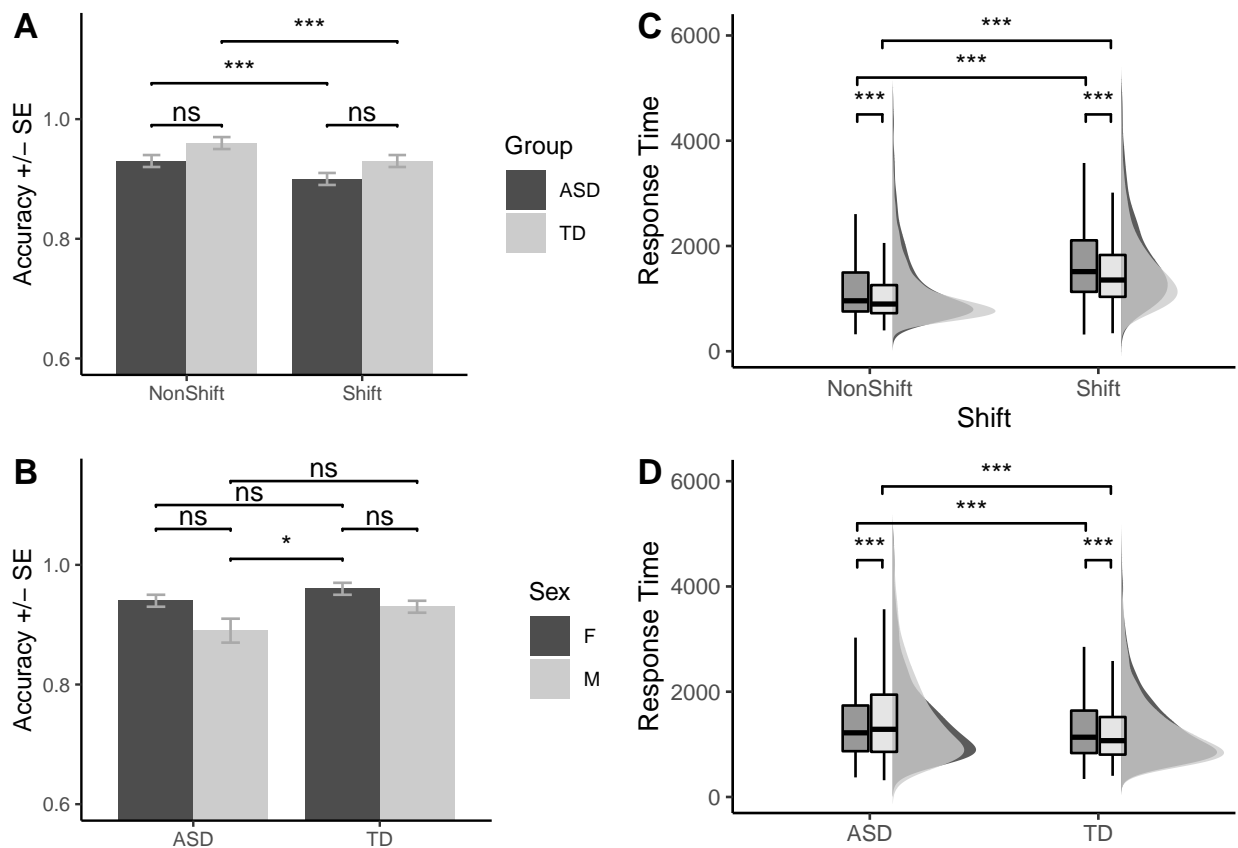 A
Accuracy +/− SE
1.0
0.8
0.6
***
***
ns
ns
NonShift
Shift
Group
ASD
TD
B
Accuracy +/− SE
1.0
0.8
0.6
ns
ns
ns
ns
*
ASD
TD
Sex
F
M
C
Response Time
6000
4000
2000
0
***
***
***
***
NonShift
Shift
Shift
D
Response Time
6000
4000
2000
0
***
***
***
***
ASD
TD